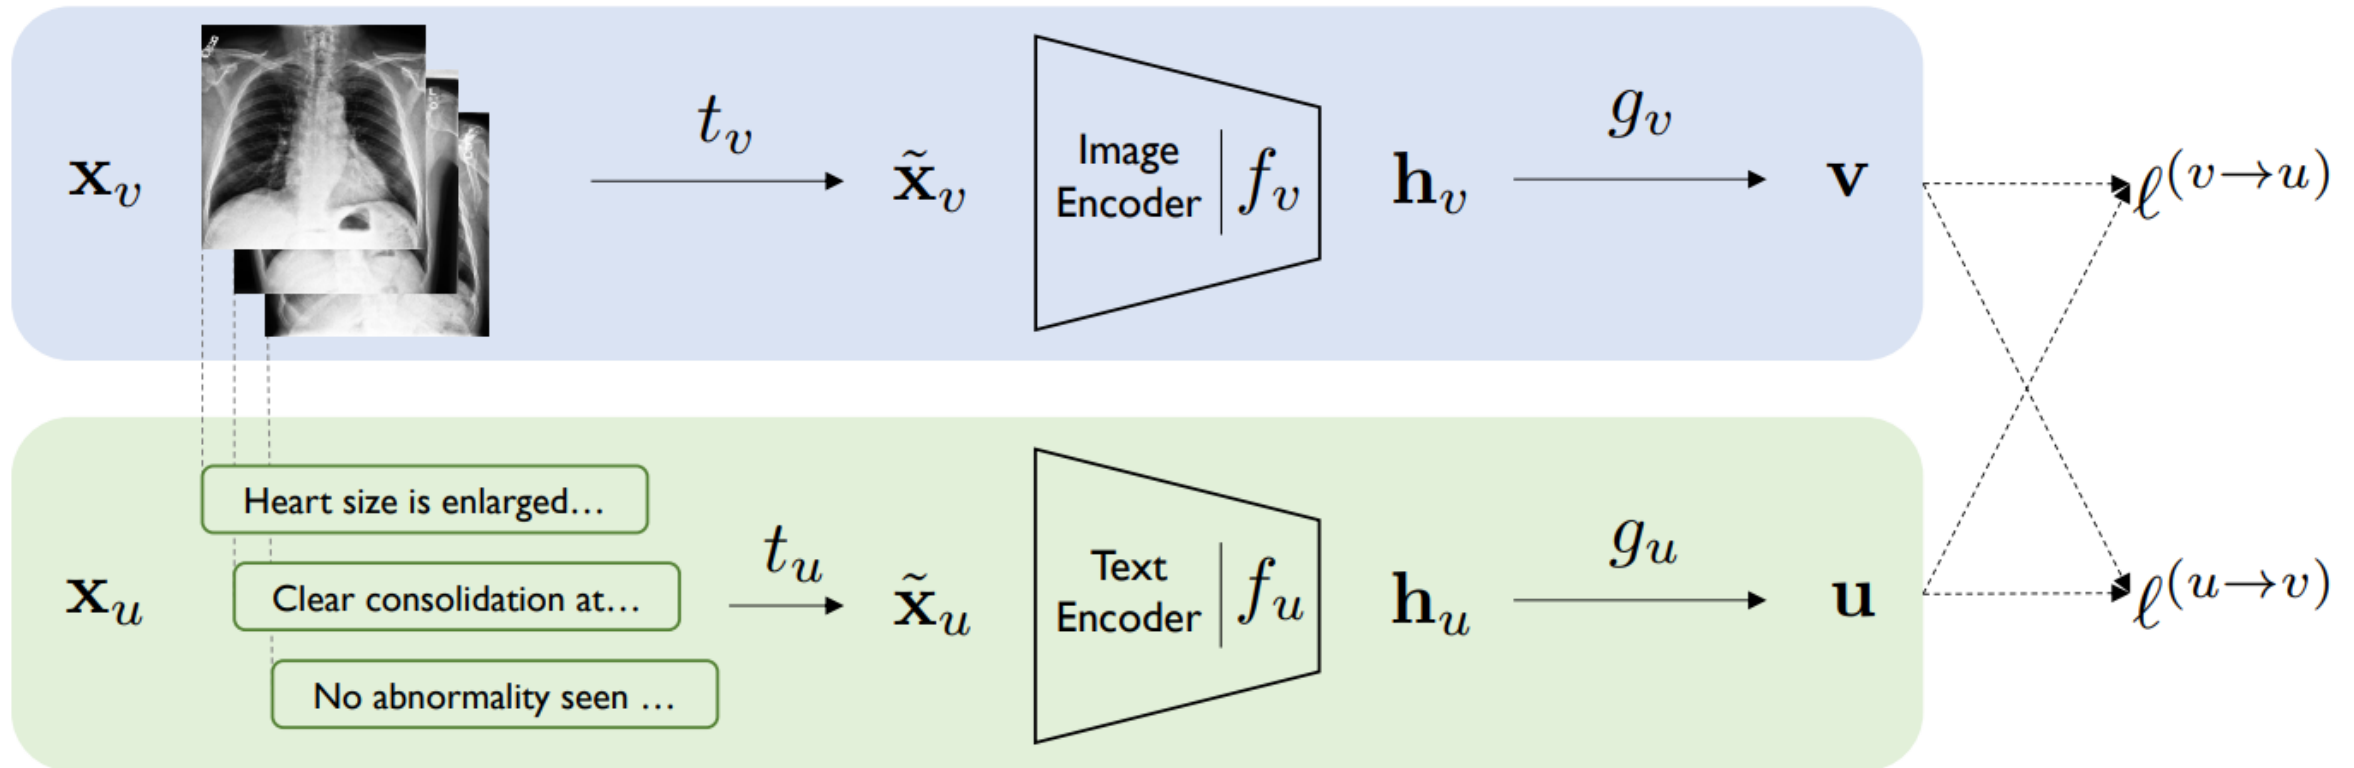 x_v
t_v
x̃_v
Image
Encoder
f_v
h_v
g_v
v
ℓ^(v→u)
x_u
Heart size is enlarged…
Clear consolidation at…
No abnormality seen …
t_u
x̃_u
Text
Encoder
f_u
h_u
g_u
u
ℓ^(u→v)